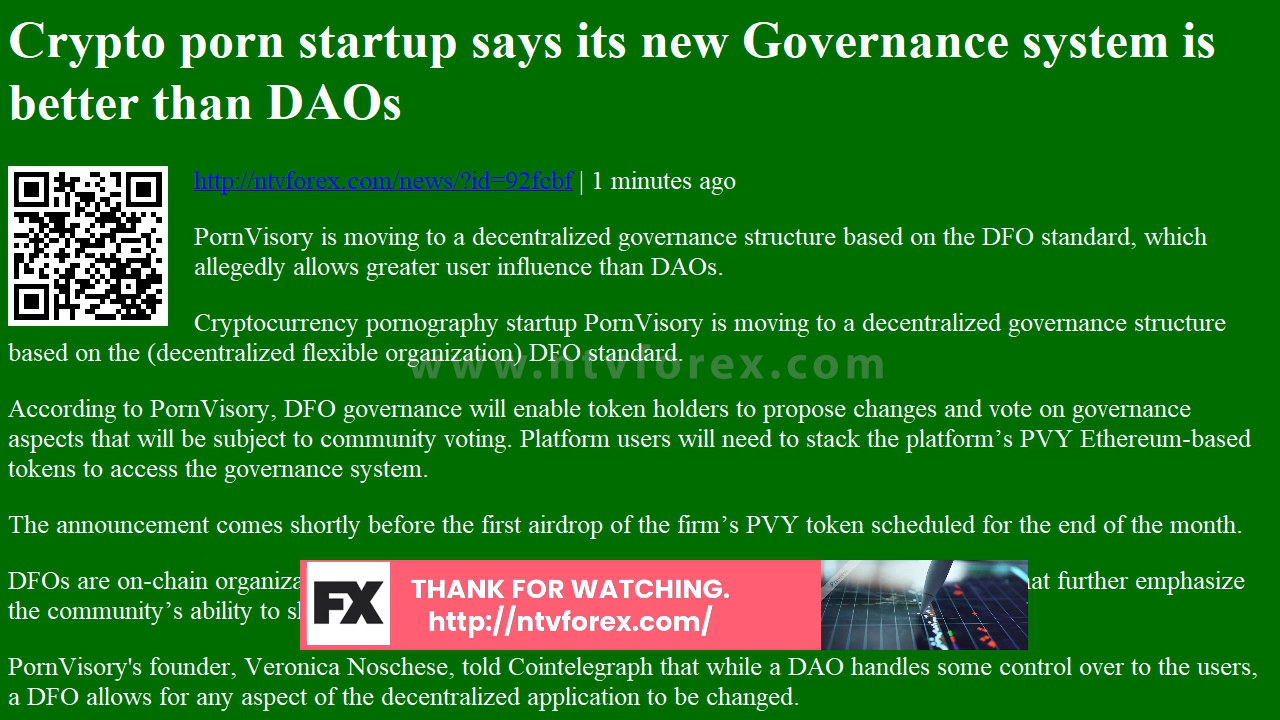 Crypto porn startup says its new Governance system is
better than DAOs
http://ntvforex.com/news/?id=92fcbf | 1 minutes ago
PornVisory is moving to a decentralized governance structure based on the DFO standard, which
allegedly allows greater user influence than DAOs.
Cryptocurrency pornography startup PornVisory is moving to a decentralized governance structure
based on the (decentralized flexible organization) DFO standard.
www.ntvforex.com
According to PornVisory, DFO governance will enable token holders to propose changes and vote on governance
aspects that will be subject to community voting. Platform users will need to stack the platform’s PVY Ethereum-based
tokens to access the governance system.
The announcement comes shortly before the first airdrop of the firm’s PVY token scheduled for the end of the month.
DFOs are on-chain further emphasize
the community’s ability to
FX
THANK FOR WATCHING.
http://ntvforex.com/
PornVisory's founder, Veronica Noschese, told Cointelegraph that while a DAO handles some control over to the users,
a DFO allows for any aspect of the decentralized application to be changed.